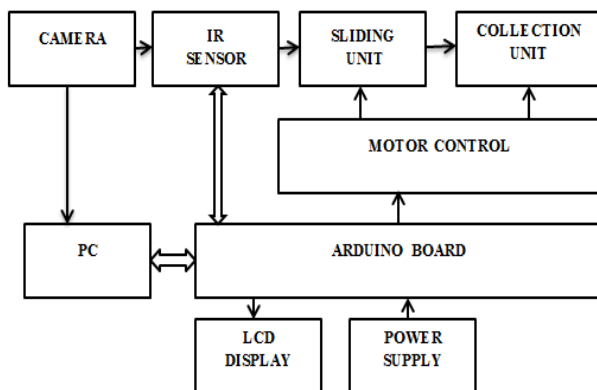 CAMERA
IR
SENSOR
SLIDING
UNIT
COLLECTION
UNIT
MOTOR CONTROL
PC
ARDUINO BOARD
LCD
DISPLAY
POWER
SUPPLY